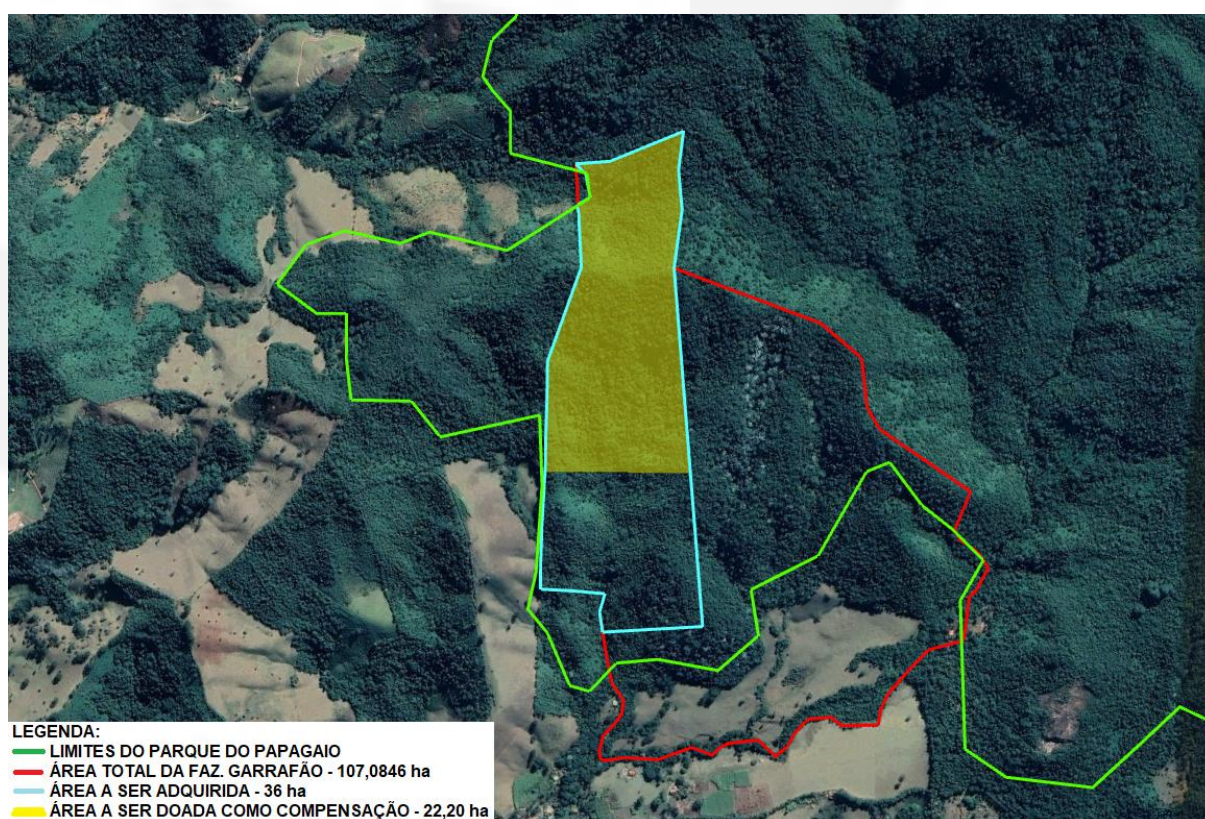 LEGENDA:
LIMITES DO PARQUE DO PAPAGAIO
ÁREA TOTAL DA FAZ. GARRAFÃO - 107,0846 ha
ÁREA A SER ADQUIRIDA - 36 ha
ÁREA A SER DOADA COMO COMPENSAÇÃO - 22,20 ha